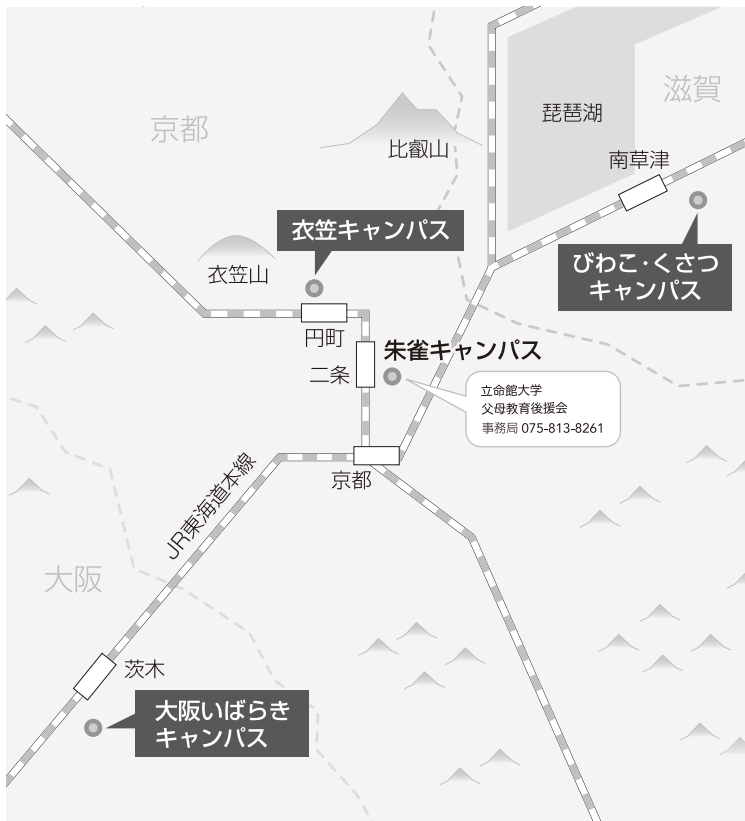 滋賀
琵琶湖
京都
比叡山
南草津
衣笠キャンパス
びわこ・くさつ
キャンパス
衣笠山
円町
朱雀キャンパス
二条
立命館大学
父母教育後援会
事務局 075-813-8261
京都
JR東海道本線
大阪
茨木
大阪いばらき
キャンパス